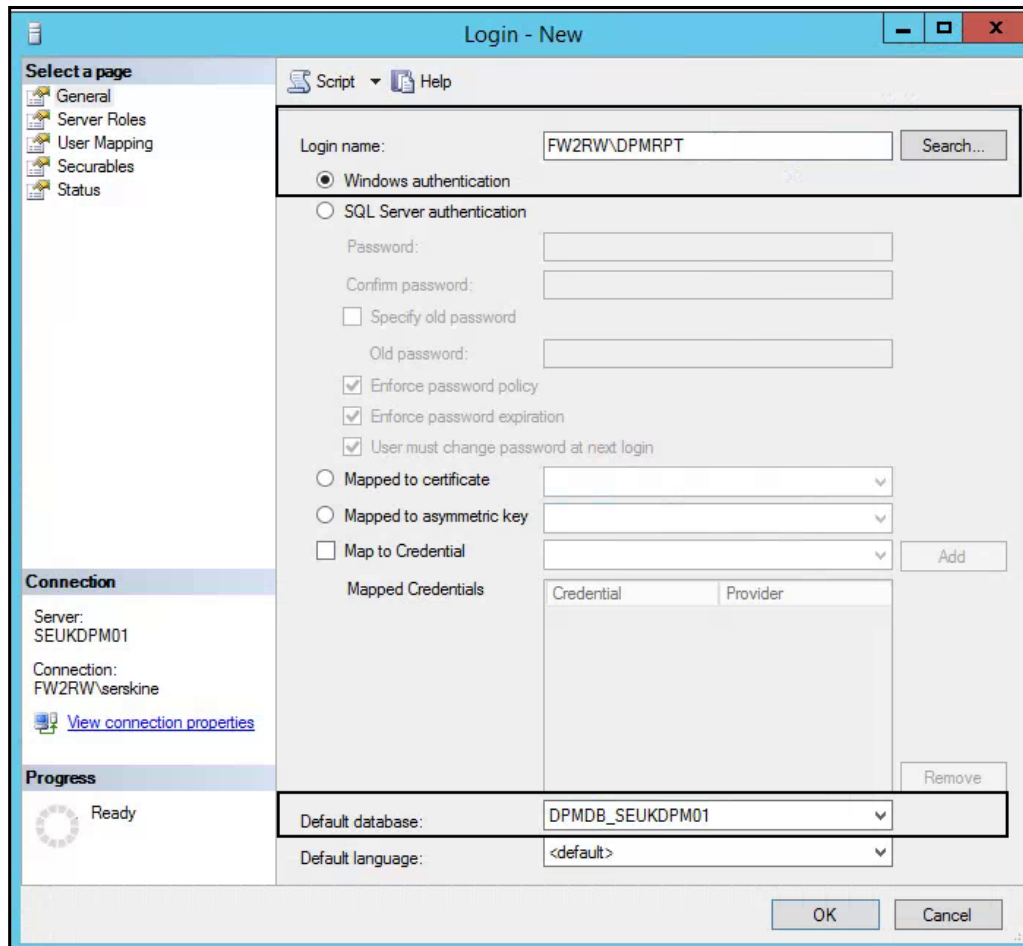 Login - New
Select a page
General
Server Roles
User Mapping
Securables
Status
Script
Help
Login name:
FW2RW\DPMRPT
Search...
Windows authentication
SQL Server authentication
Password:
Confirm password:
Specify old password
Old password:
Enforce password policy
Enforce password expiration
User must change password at next login
Mapped to certificate
Mapped to asymmetric key
Map to Credential
Add
Mapped Credentials
Credential
Provider
Remove
Default database:
DPMDB_SEUKDPM01
Default language:
<default>
Connection
Server:
SEUKDPM01
Connection:
FW2RW\serskine
View connection properties
Progress
Ready
OK
Cancel